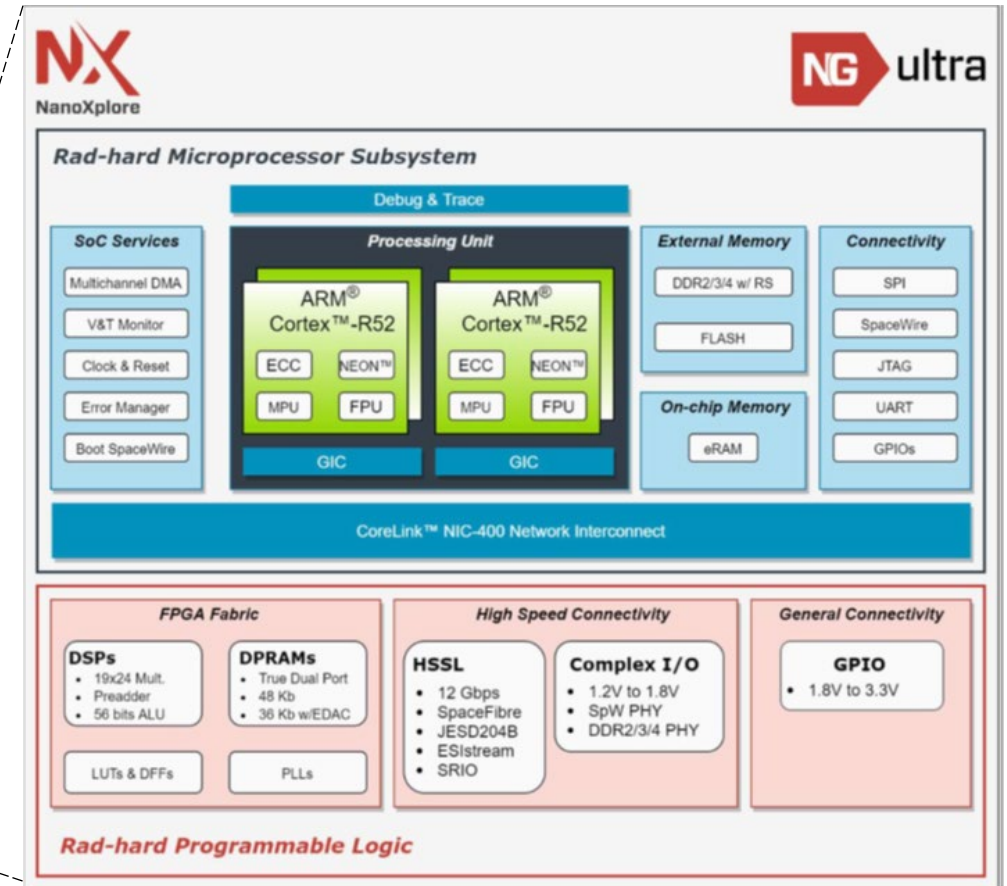 NX
NanoXplore
NG ultra
Rad-hard Microprocessor Subsystem
Debug & Trace
SoC Services
Multichannel DMA
V&T Monitor
Clock & Reset
Error Manager
Boot SpaceWire
Processing Unit
ARM®
Cortex™-R52
ECC
NEON™
MPU
FPU
GIC
ARM®
Cortex™-R52
ECC
NEON™
MPU
FPU
GIC
External Memory
DDR2/3/4 w/ RS
FLASH
On-chip Memory
eRAM
Connectivity
SPI
SpaceWire
JTAG
UART
GPIOs
CoreLink™ NIC-400 Network Interconnect
FPGA Fabric
DSPs
• 19x24 Mult.
• Preadder
• 56 bits ALU
DPRAMs
• True Dual Port
• 48 Kb
• 36 Kb w/EDAC
LUTs & DFFs
PLLs
High Speed Connectivity
HSSL
• 12 Gbps
• SpaceFibre
• JESD204B
• ESIstream
• SRIO
Complex I/O
• 1.2V to 1.8V
• SpW PHY
• DDR2/3/4 PHY
General Connectivity
GPIO
• 1.8V to 3.3V
Rad-hard Programmable Logic